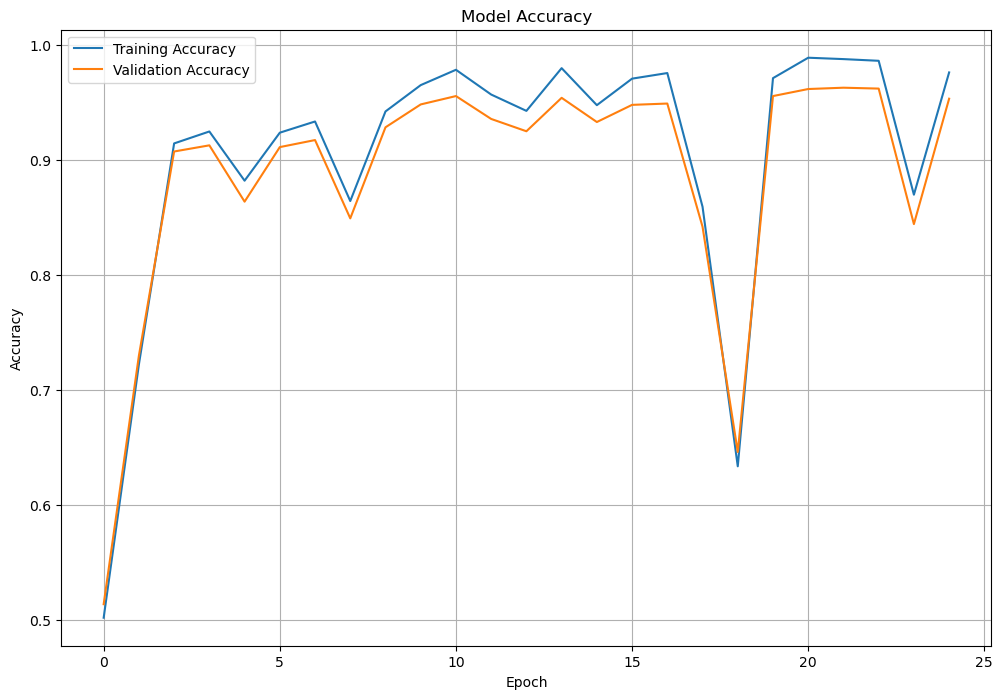 Model Accuracy
Training Accuracy
Validation Accuracy
1.0
0.9
0.8
0.7
0.6
0.5
Accuracy
0 5 10 15 20 25
Epoch